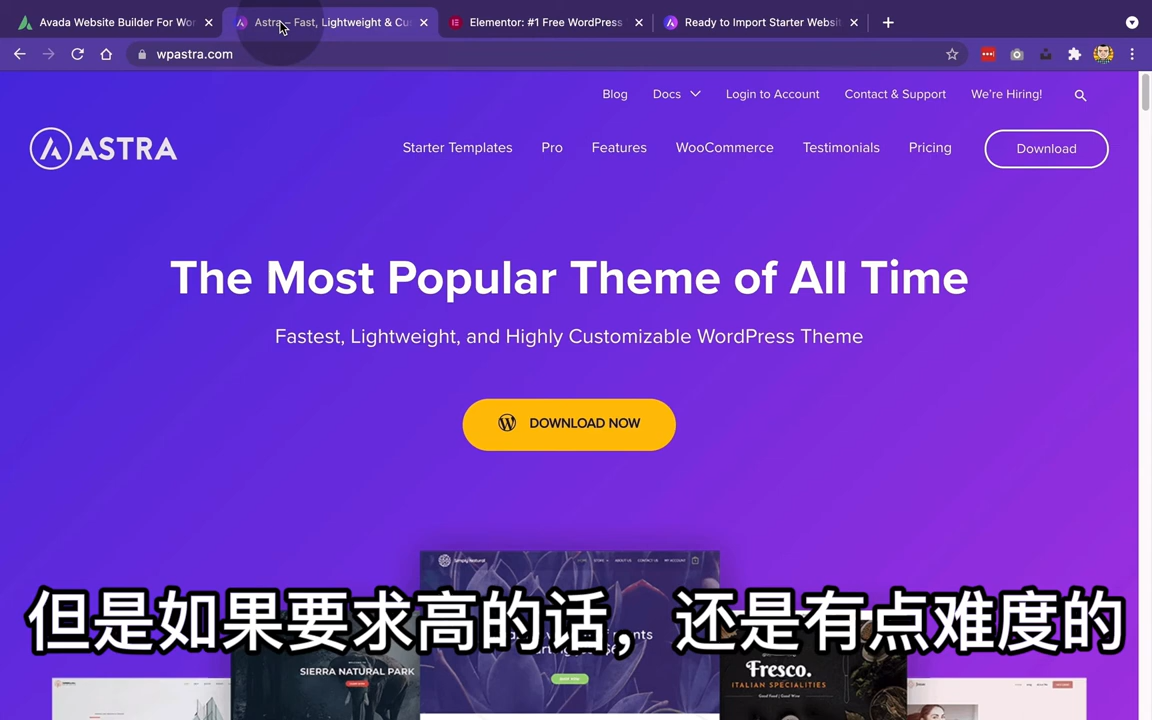 Avada Website Builder For Wor
Astra – Fast, Lightweight & Cus
Elementor: #1 Free WordPress
Ready to Import Starter Websit
wpastra.com
Blog
Docs
Login to Account
Contact & Support
We're Hiring!
ASTRA
Starter Templates
Pro
Features
WooCommerce
Testimonials
Pricing
Download
The Most Popular Theme of All Time
Fastest, Lightweight, and Highly Customizable WordPress Theme
DOWNLOAD NOW
但是如果要求高的话，还是有点难度的
SIERRA NATURAL PARK
Fresco.
ITALIAN SPECIALITIES